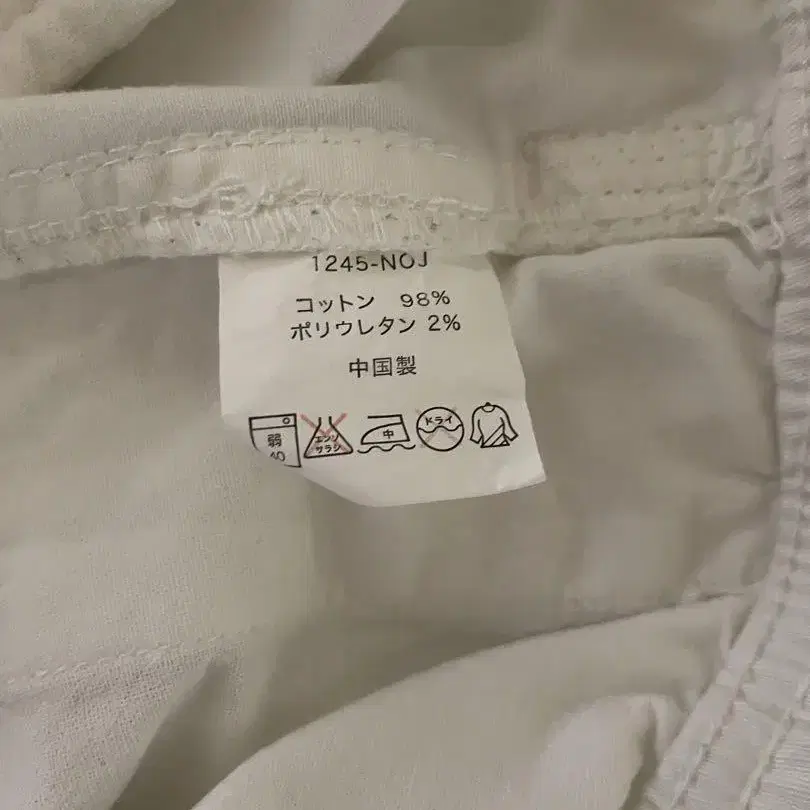 1245-NOJ
コットン 98%
ポリウレタン 2%
中国製
弱 40
エンソ サラシ
中
ドライ